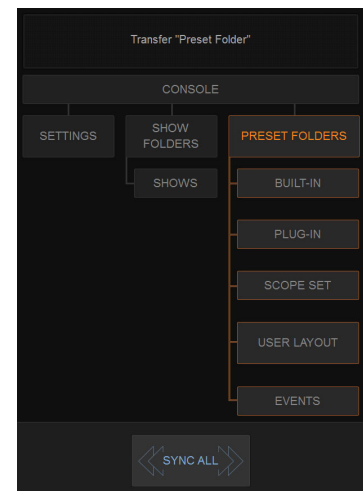 Transfer "Preset Folder"
CONSOLE
SETTINGS
SHOW
FOLDERS
PRESET FOLDERS
SHOWS
BUILT-IN
PLUG-IN
SCOPE SET
USER LAYOUT
EVENTS
SYNC ALL